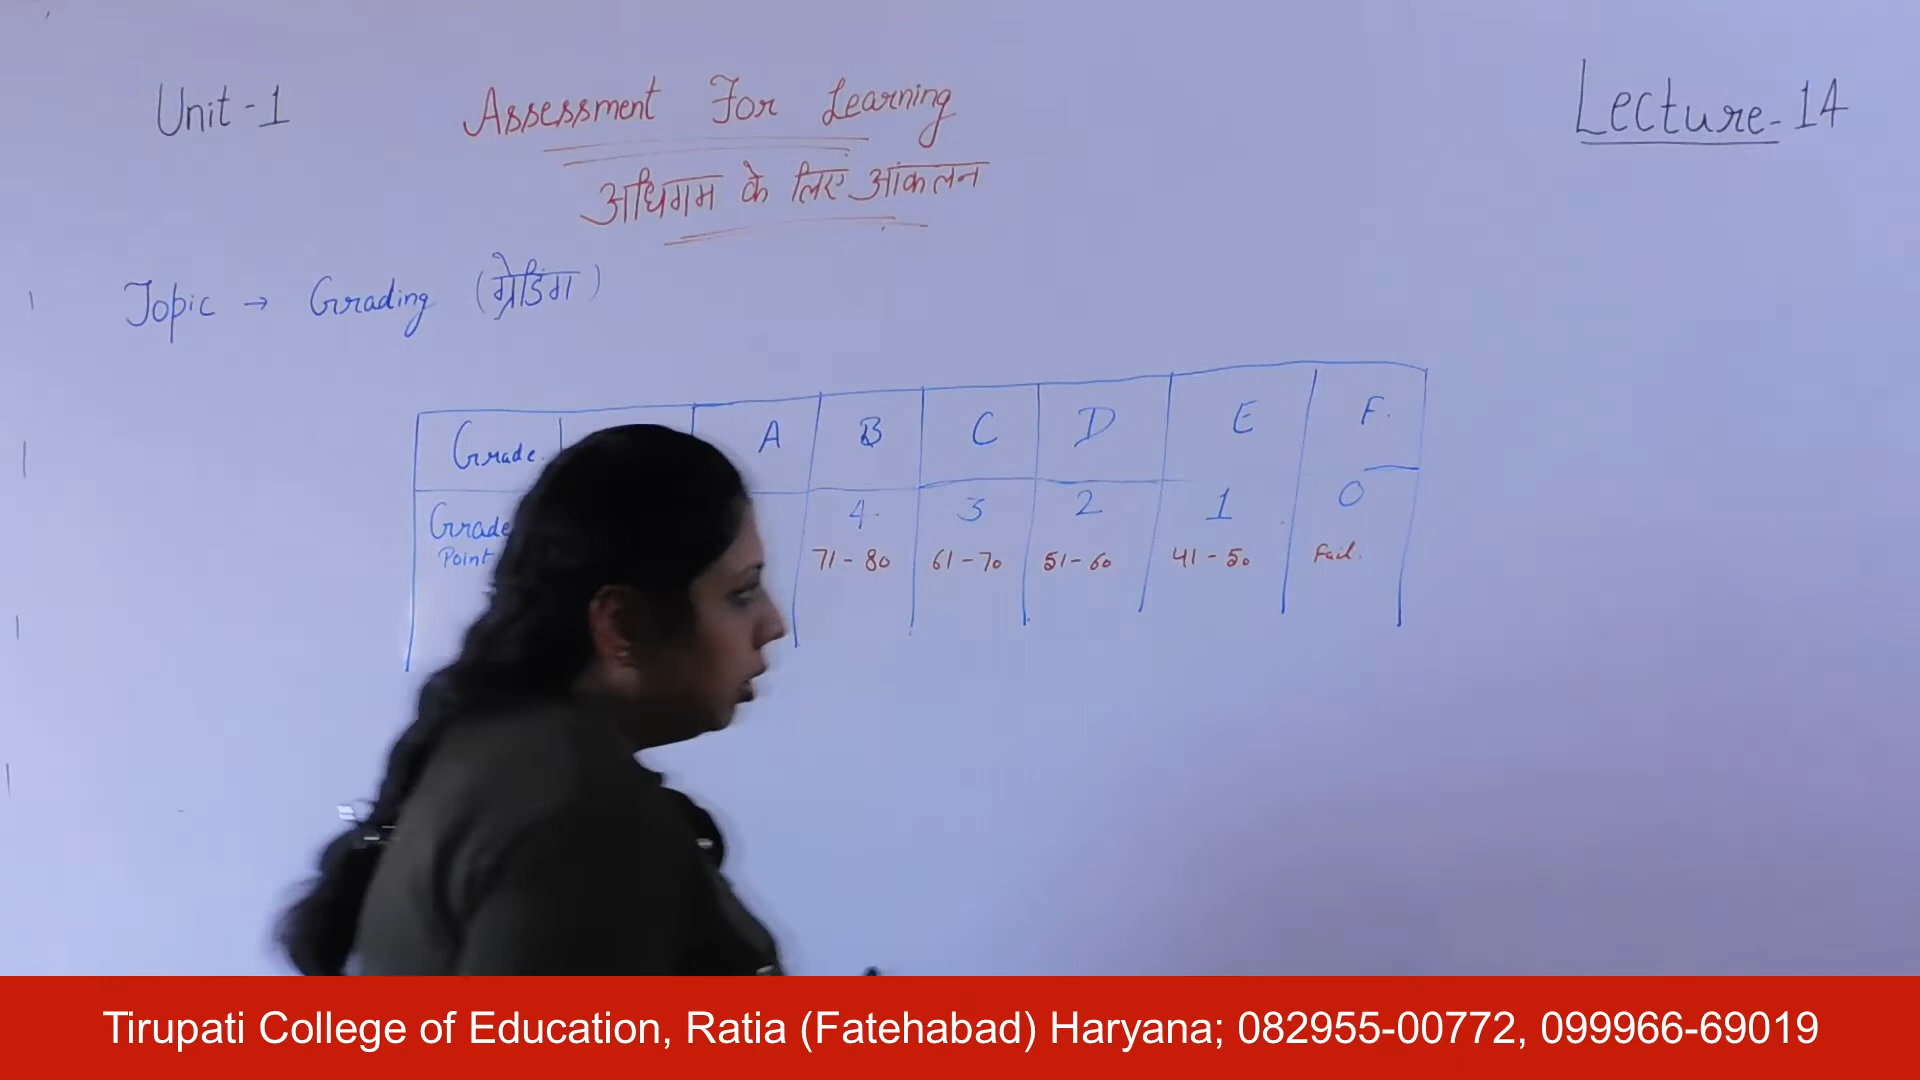 Unit-1 Assessment For Learning Lecture-14
अधिगम के लिए आंकलन
Topic → Grading (ग्रेडिंग)
Grade. A B C D E F.
Grade 4. 3 2 1 0
Point 71-80 61-70 51-60 41-50 Fail.
Tirupati College of Education, Ratia (Fatehabad) Haryana; 082955-00772, 099966-69019